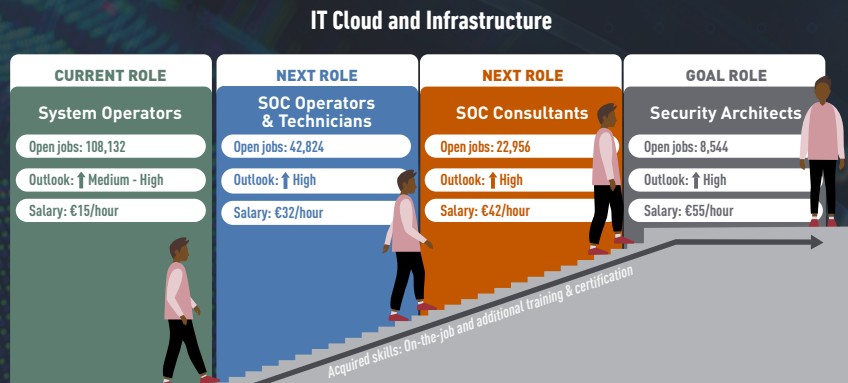 IT Cloud and Infrastructure
CURRENT ROLE
System Operators
Open jobs: 108,132
Outlook: ↑ Medium - High
Salary: €15/hour
NEXT ROLE
SOC Operators
& Technicians
Open jobs: 42,824
Outlook: ↑ High
Salary: €32/hour
NEXT ROLE
SOC Consultants
Open jobs: 22,956
Outlook: ↑ High
Salary: €42/hour
GOAL ROLE
Security Architects
Open jobs: 8,544
Outlook: ↑ High
Salary: €55/hour
Acquired skills: On-the-job and additional training & certification